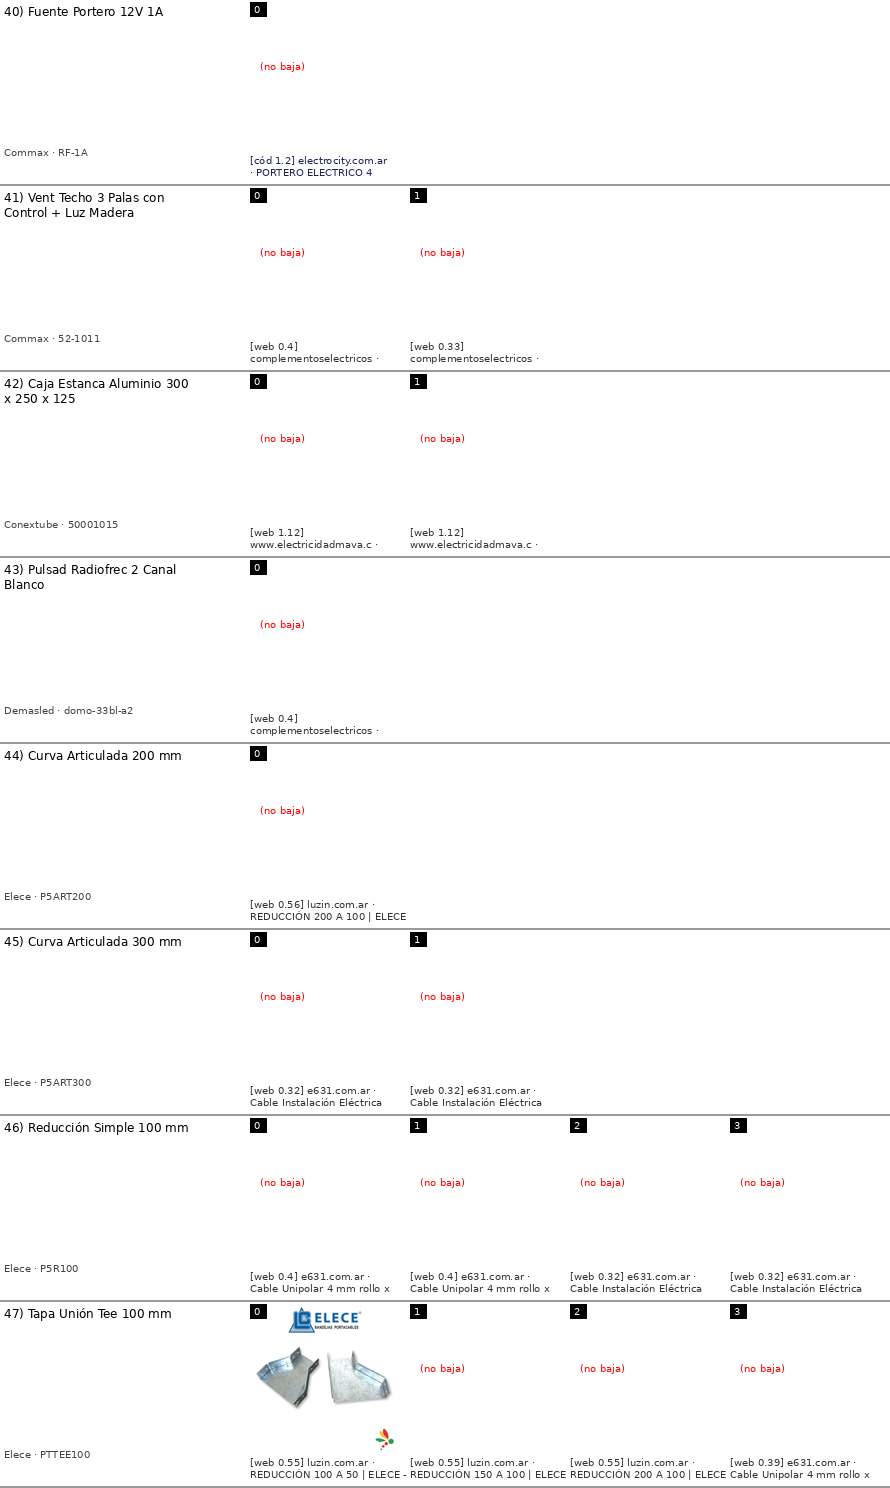 40) Fuente Portero 12V 1A
0
(no baja)
Commax · RF-1A
[cód 1.2] electrocity.com.ar
· PORTERO ELECTRICO 4
41) Vent Techo 3 Palas con
Control + Luz Madera
0
1
(no baja)
(no baja)
Commax · 52-1011
[web 0.4]
complementoselectricos ·
[web 0.33]
complementoselectricos ·
42) Caja Estanca Aluminio 300
x 250 x 125
0
1
(no baja)
(no baja)
Conextube · 50001015
[web 1.12]
www.electricidadmava.c ·
[web 1.12]
www.electricidadmava.c ·
43) Pulsad Radiofrec 2 Canal
Blanco
0
(no baja)
Demasled · domo-33bl-a2
[web 0.4]
complementoselectricos ·
44) Curva Articulada 200 mm
0
(no baja)
Elece · P5ART200
[web 0.56] luzin.com.ar ·
REDUCCIÓN 200 A 100 | ELECE
45) Curva Articulada 300 mm
0
1
(no baja)
(no baja)
Elece · P5ART300
[web 0.32] e631.com.ar ·
Cable Instalación Eléctrica
[web 0.32] e631.com.ar ·
Cable Instalación Eléctrica
46) Reducción Simple 100 mm
0
1
2
3
(no baja)
(no baja)
(no baja)
(no baja)
Elece · P5R100
[web 0.4] e631.com.ar ·
Cable Unipolar 4 mm rollo x
[web 0.4] e631.com.ar ·
Cable Unipolar 4 mm rollo x
[web 0.32] e631.com.ar ·
Cable Instalación Eléctrica
[web 0.32] e631.com.ar ·
Cable Instalación Eléctrica
47) Tapa Unión Tee 100 mm
0
ELECE
BANDEJAS PORTACABLES
1
2
3
(no baja)
(no baja)
(no baja)
Elece · PTTEE100
[web 0.55] luzin.com.ar ·
REDUCCIÓN 100 A 50 | ELECE -
[web 0.55] luzin.com.ar ·
REDUCCIÓN 150 A 100 | ELECE
[web 0.55] luzin.com.ar ·
REDUCCIÓN 200 A 100 | ELECE
[web 0.39] e631.com.ar ·
Cable Unipolar 4 mm rollo x